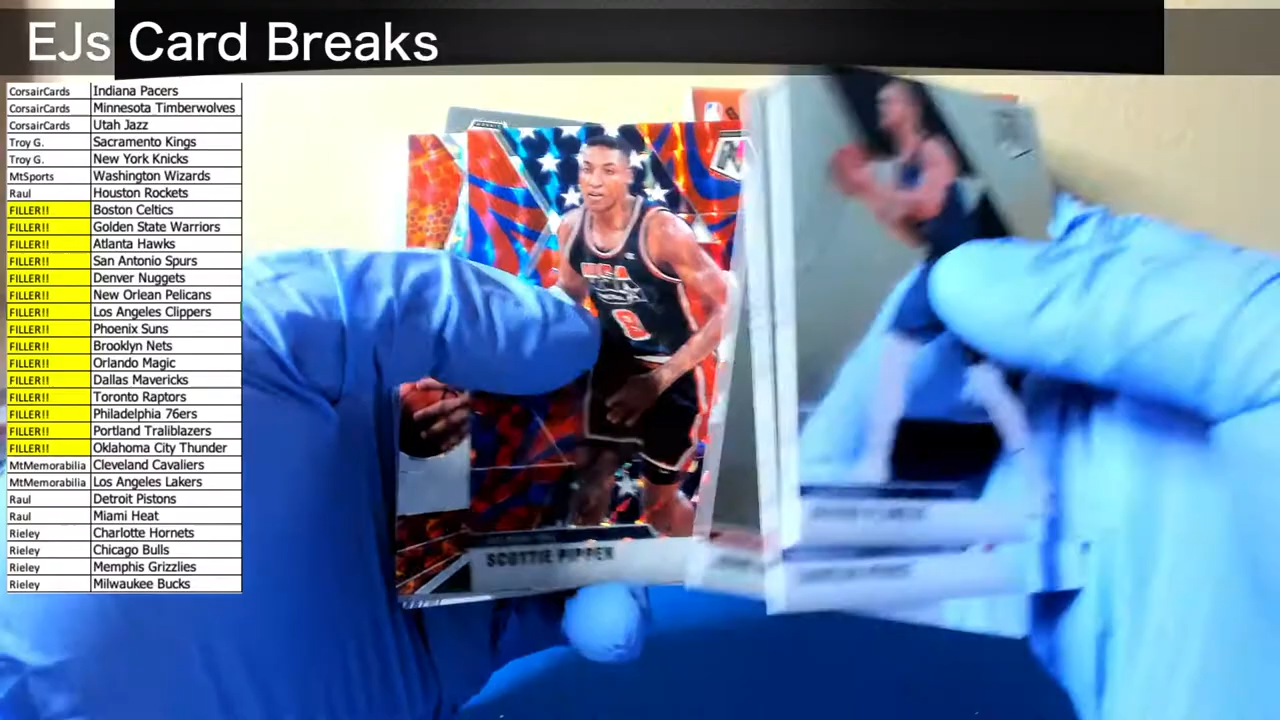 EJs Card Breaks
CorsairCards Indiana Pacers
CorsairCards Minnesota Timberwolves
CorsairCards Utah Jazz
Troy G. Sacramento Kings
Troy G. New York Knicks
MtSports Washington Wizards
Raul Houston Rockets
FILLER!! Boston Celtics
FILLER!! Golden State Warriors
FILLER!! Atlanta Hawks
FILLER!! San Antonio Spurs
FILLER!! Denver Nuggets
FILLER!! New Orlean Pelicans
FILLER!! Los Angeles Clippers
FILLER!! Phoenix Suns
FILLER!! Brooklyn Nets
FILLER!! Orlando Magic
FILLER!! Dallas Mavericks
FILLER!! Toronto Raptors
FILLER!! Philadelphia 76ers
FILLER!! Portland Traliblazers
FILLER!! Oklahoma City Thunder
MtMemorabilia Cleveland Cavaliers
MtMemorabilia Los Angeles Lakers
Raul Detroit Pistons
Raul Miami Heat
Rieley Charlotte Hornets
Rieley Chicago Bulls
Rieley Memphis Grizzlies
Rieley Milwaukee Bucks
USA
8
SCOTTIE PIPPEN